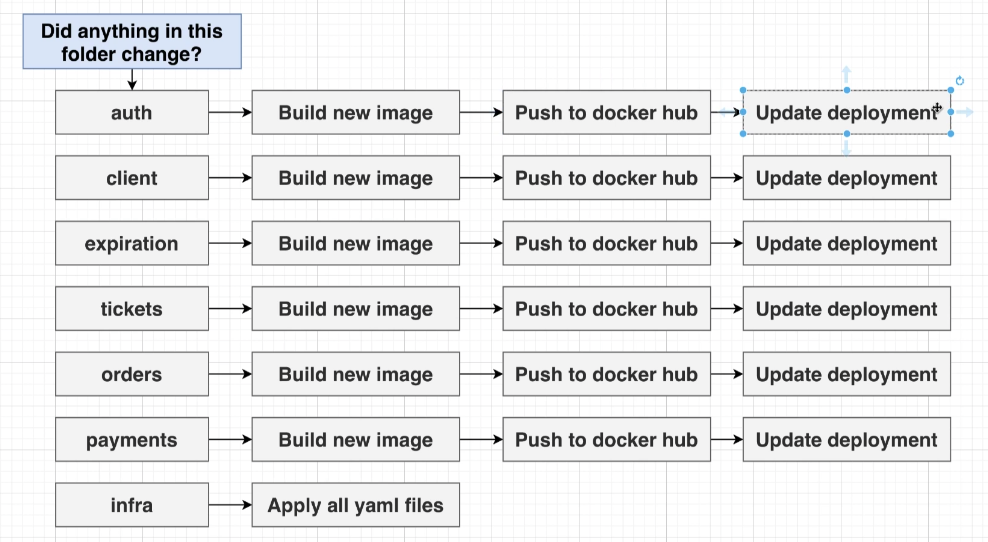 Did anything in this
folder change?
auth
Build new image
Push to docker hub
Update deployment
client
Build new image
Push to docker hub
Update deployment
expiration
Build new image
Push to docker hub
Update deployment
tickets
Build new image
Push to docker hub
Update deployment
orders
Build new image
Push to docker hub
Update deployment
payments
Build new image
Push to docker hub
Update deployment
infra
Apply all yaml files